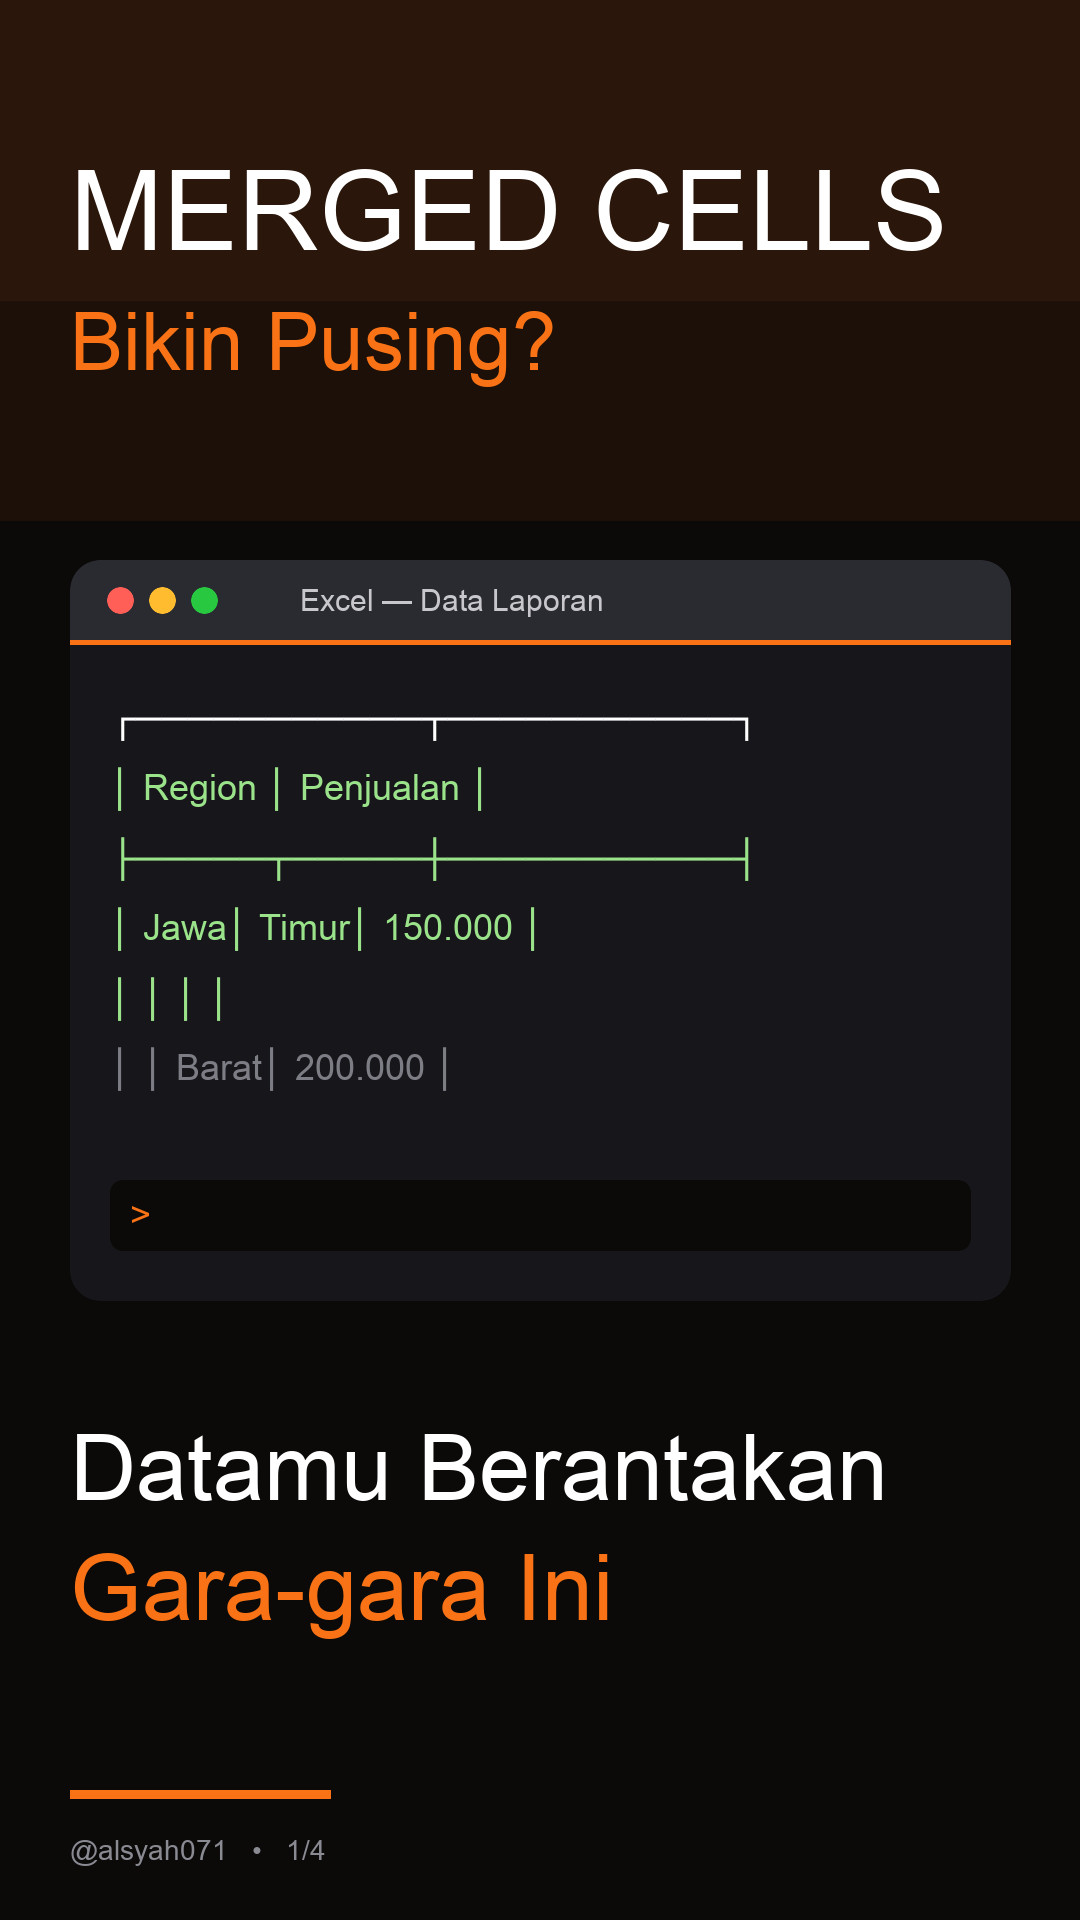 MERGED CELLS
Bikin Pusing?
Excel — Data Laporan
┌───────────┬───────────┐
│ Region │ Penjualan │
├─────┬─────┼───────────┤
│ Jawa│ Timur│ 150.000 │
│ │ │ │
│ │ Barat│ 200.000 │
>
Datamu Berantakan
Gara-gara Ini
@alsyah071 • 1/4